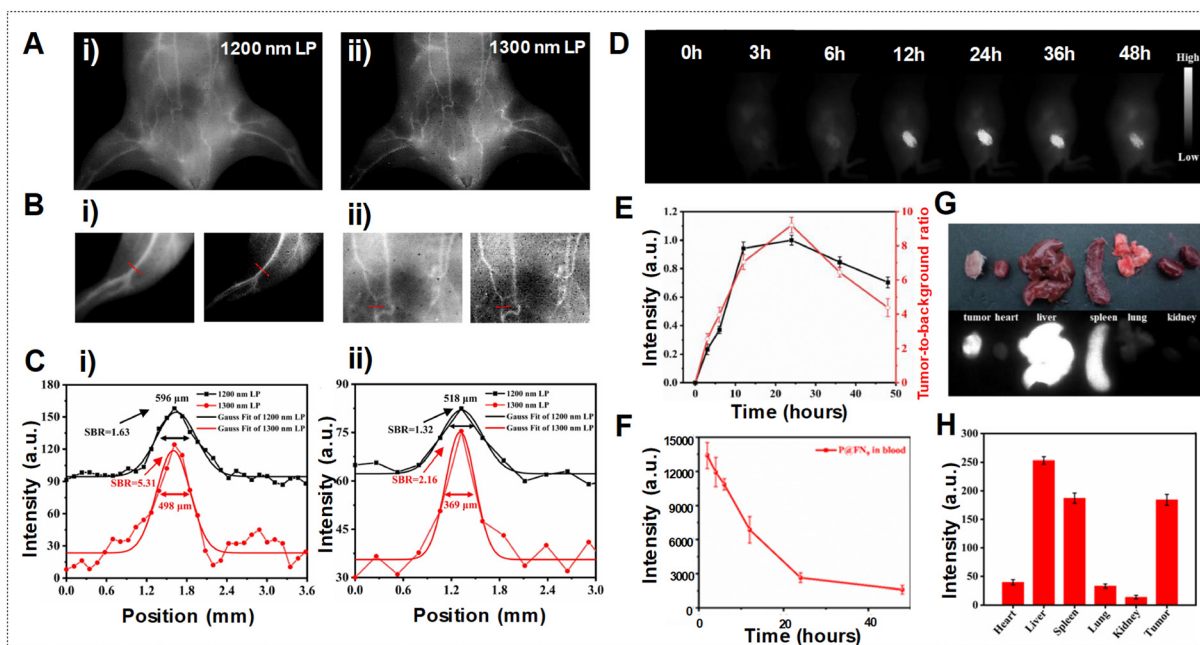 A
i)
1200 nm LP
ii)
1300 nm LP
B
i)
ii)
C
i)
Intensity (a.u.)
180
150
120
90
60
30
0
596 μm
SBR=1.63
SBR=5.31
498 μm
1200 nm LP
1300 nm LP
Gauss Fit of 1200 nm LP
Gauss Fit of 1300 nm LP
0.0 0.6 1.2 1.8 2.4 3.0 3.6
Position (mm)
ii)
Intensity (a.u.)
90
75
60
45
30
518 μm
SBR=1.32
SBR=2.16
369 μm
1200 nm LP
1300 nm LP
Gauss Fit of 1200 nm LP
Gauss Fit of 1300 nm LP
0.0 0.6 1.2 1.8 2.4 3.0
Position (mm)
D
0h 3h 6h 12h 24h 36h 48h
High
Low
E
Intensity (a.u.)
1.2
1.0
0.8
0.6
0.4
0.2
0.0
0 10 20 30 40 50
Time (hours)
10
8
6
4
2
0
Tumor-to-background ratio
F
Intensity (a.u.)
15000
12000
9000
6000
3000
0
P@FN8 in blood
0 20 40
Time (hours)
G
tumor heart liver spleen lung kidney
H
Intensity (a.u.)
300
250
200
150
100
50
0
Heart Liver Spleen Lung Kidney Tumor